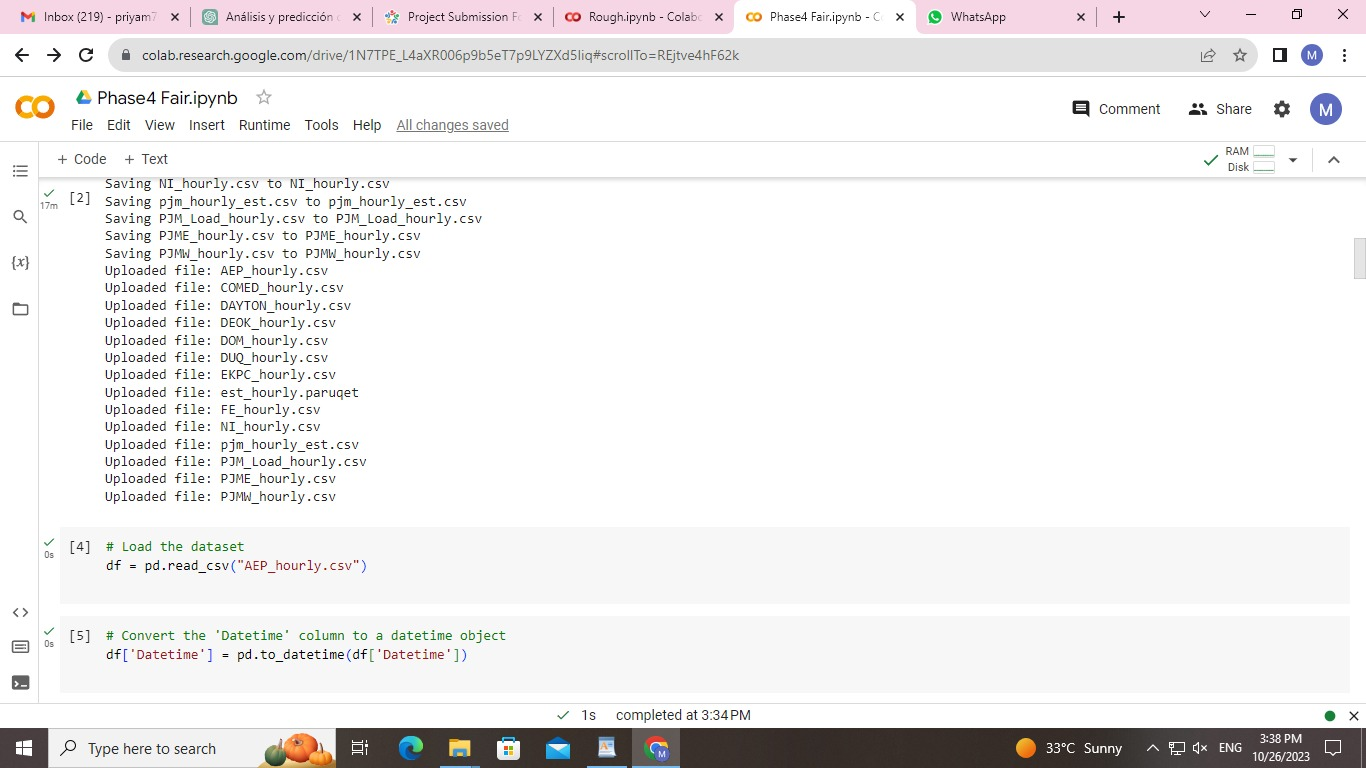 Inbox (219) - priyam7
Análisis y predicción
Project Submission Fo
Rough.ipynb - Colabo
Phase4 Fair.ipynb - Co
WhatsApp
colab.research.google.com/drive/1N7TPE_L4aXR006p9b5eT7p9LYZXd5liq#scrollTo=REjtve4hF62k
M
Phase4 Fair.ipynb
Comment
Share
M
File Edit View Insert Runtime Tools Help All changes saved
+ Code + Text
RAM
Disk
Saving NI_hourly.csv to NI_hourly.csv
17m
[2]
Saving pjm_hourly_est.csv to pjm_hourly_est.csv
Saving PJM_Load_hourly.csv to PJM_Load_hourly.csv
Saving PJME_hourly.csv to PJME_hourly.csv
Saving PJMW_hourly.csv to PJMW_hourly.csv
Uploaded file: AEP_hourly.csv
Uploaded file: COMED_hourly.csv
Uploaded file: DAYTON_hourly.csv
Uploaded file: DEOK_hourly.csv
Uploaded file: DOM_hourly.csv
Uploaded file: DUQ_hourly.csv
Uploaded file: EKPC_hourly.csv
Uploaded file: est_hourly.paruqet
Uploaded file: FE_hourly.csv
Uploaded file: NI_hourly.csv
Uploaded file: pjm_hourly_est.csv
Uploaded file: PJM_Load_hourly.csv
Uploaded file: PJME_hourly.csv
Uploaded file: PJMW_hourly.csv
0s
[4] # Load the dataset
df = pd.read_csv("AEP_hourly.csv")
0s
[5] # Convert the 'Datetime' column to a datetime object
df['Datetime'] = pd.to_datetime(df['Datetime'])
1s completed at 3:34 PM
Type here to search
33°C Sunny
ENG
3:38 PM
10/26/2023